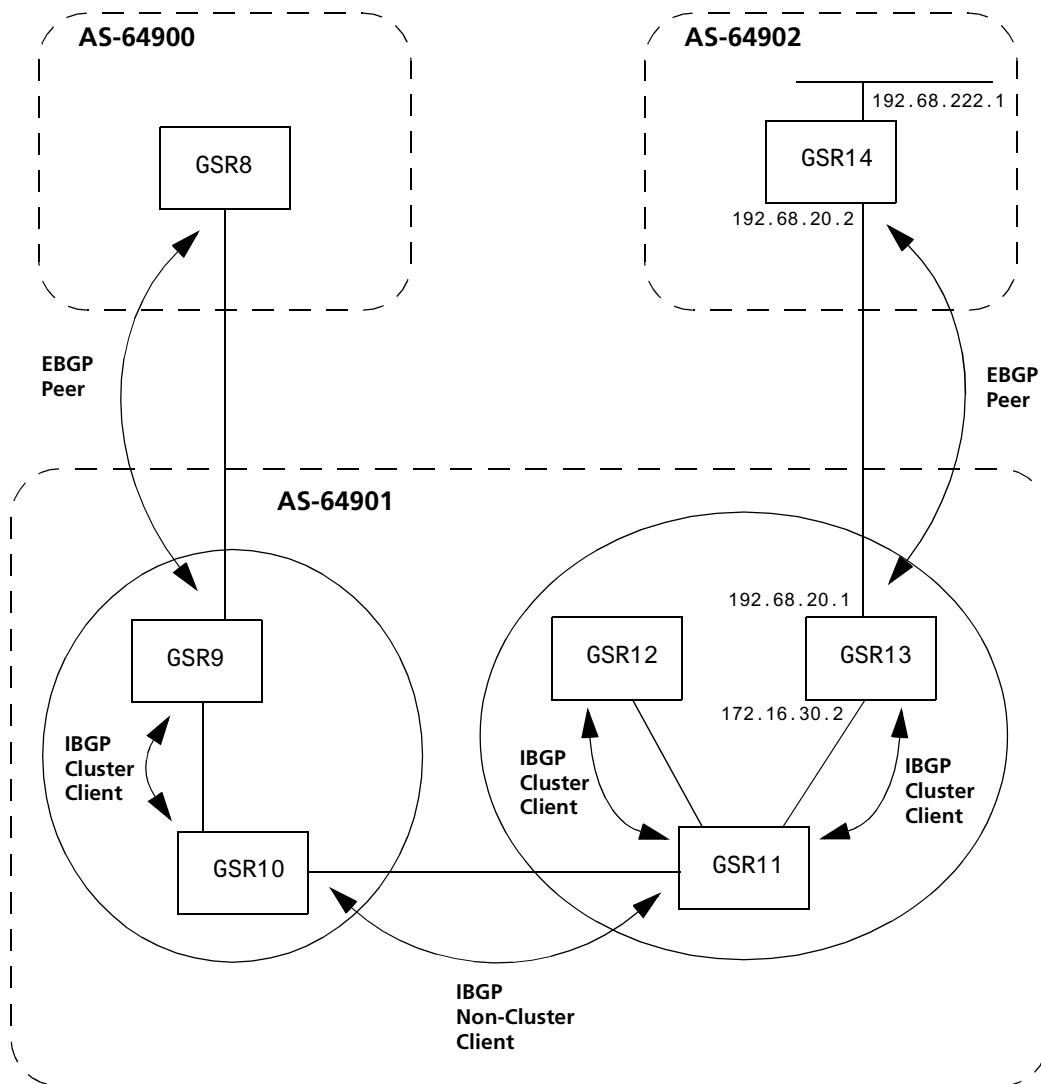 AS-64900
AS-64902
192.68.222.1
GSR8
GSR14
192.68.20.2
EBGP
Peer
EBGP
Peer
AS-64901
192.68.20.1
GSR9
GSR12
GSR13
172.16.30.2
IBGP
Cluster
Client
IBGP
Cluster
Client
IBGP
Cluster
Client
GSR10
GSR11
IBGP
Non-Cluster
Client